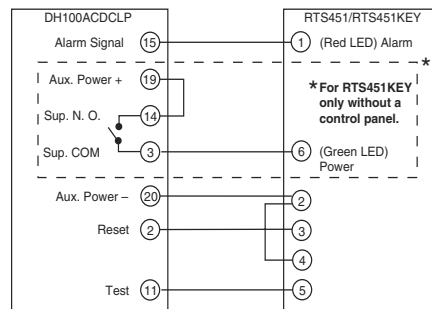 DH100ACDCLP RTS451/RTS451KEY
Alarm Signal 15 1 (Red LED) Alarm
*
Aux. Power + 19
* For RTS451KEY
only without a
control panel.
Sup. N. O. 14
Sup. COM 3 6 (Green LED)
Power
Aux. Power – 20 2
Reset 2 3
4
Test 11 5